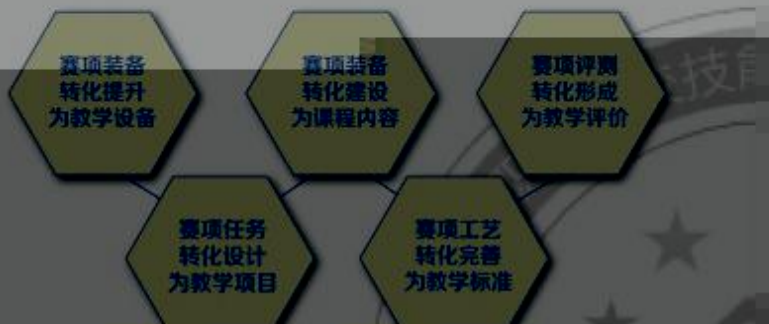 赛项装备
转化提升
为教学设备
赛项装备
转化建设
为课程内容
赛项评测
转化形成
为教学评价
赛项任务
转化设计
为教学项目
赛项工艺
转化完善
为教学标准
技能